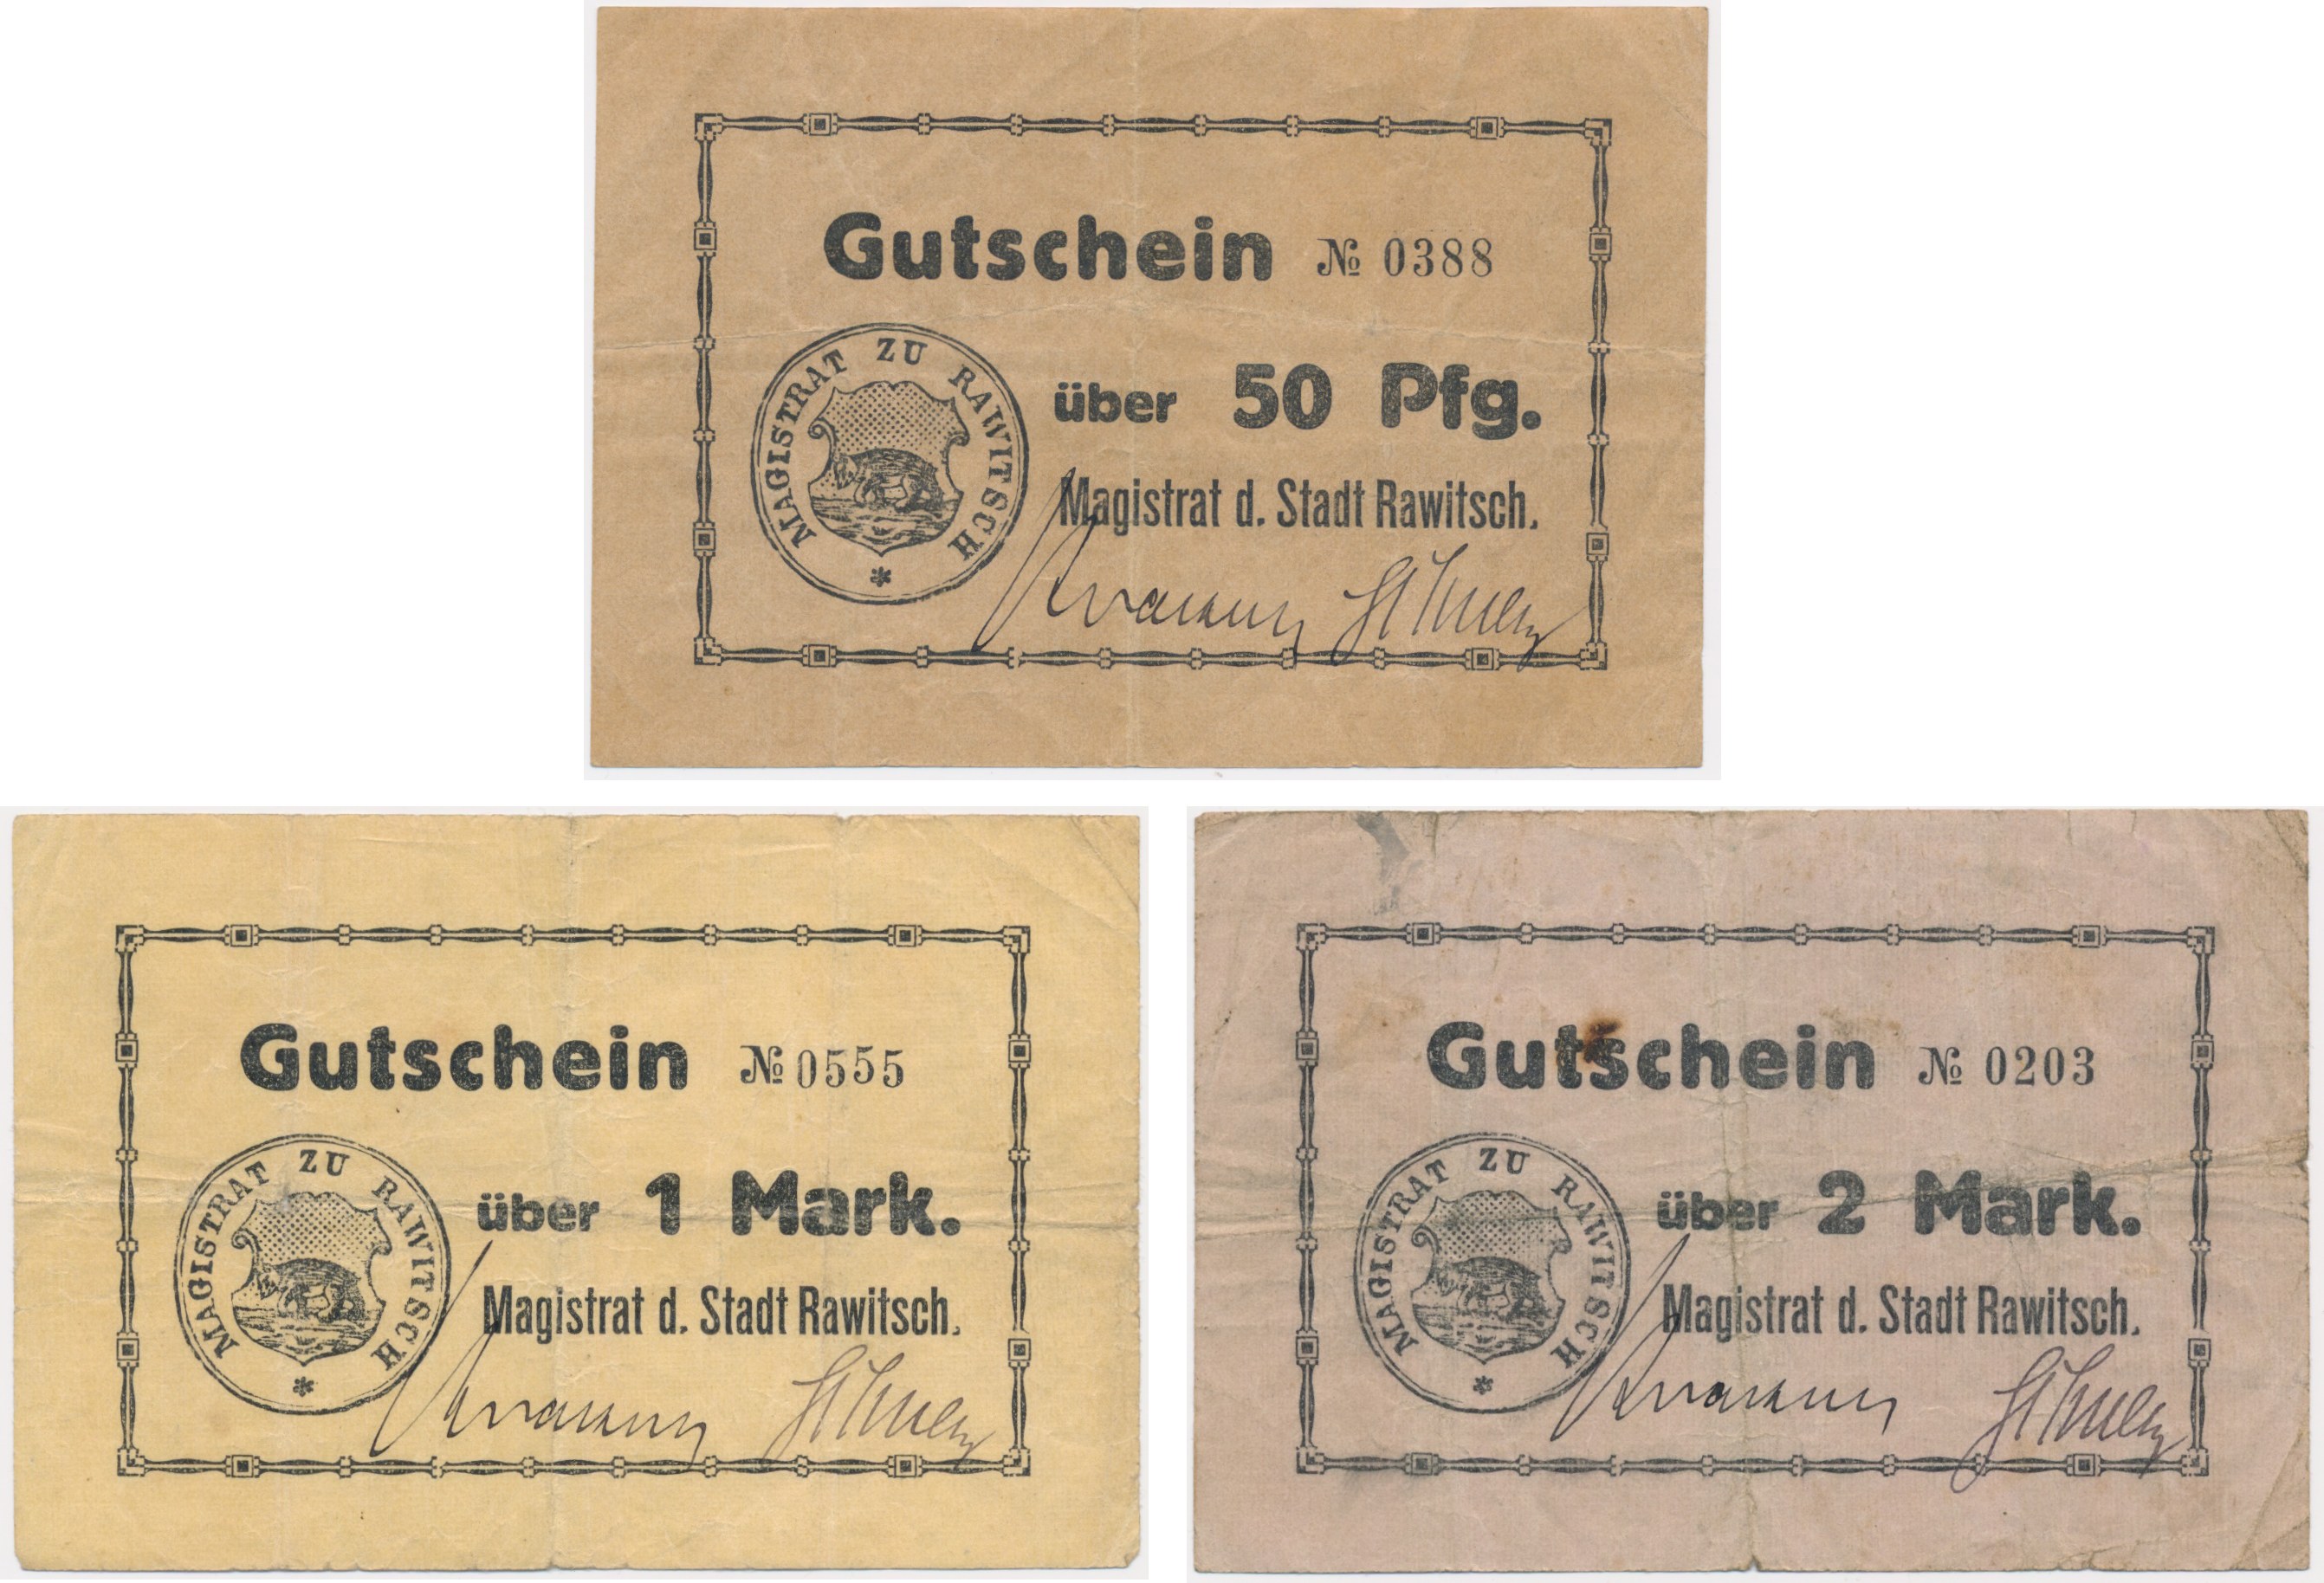 Gutschein № 0388
MAGISTRAT ZU RAWITSCH
über 50 Pfg.
Magistrat d. Stadt Rawitsch.
Gutschein № 0555
MAGISTRAT ZU RAWITSCH
über 1 Mark.
Magistrat d. Stadt Rawitsch.
Gutschein № 0203
MAGISTRAT ZU RAWITSCH
über 2 Mark.
Magistrat d. Stadt Rawitsch.